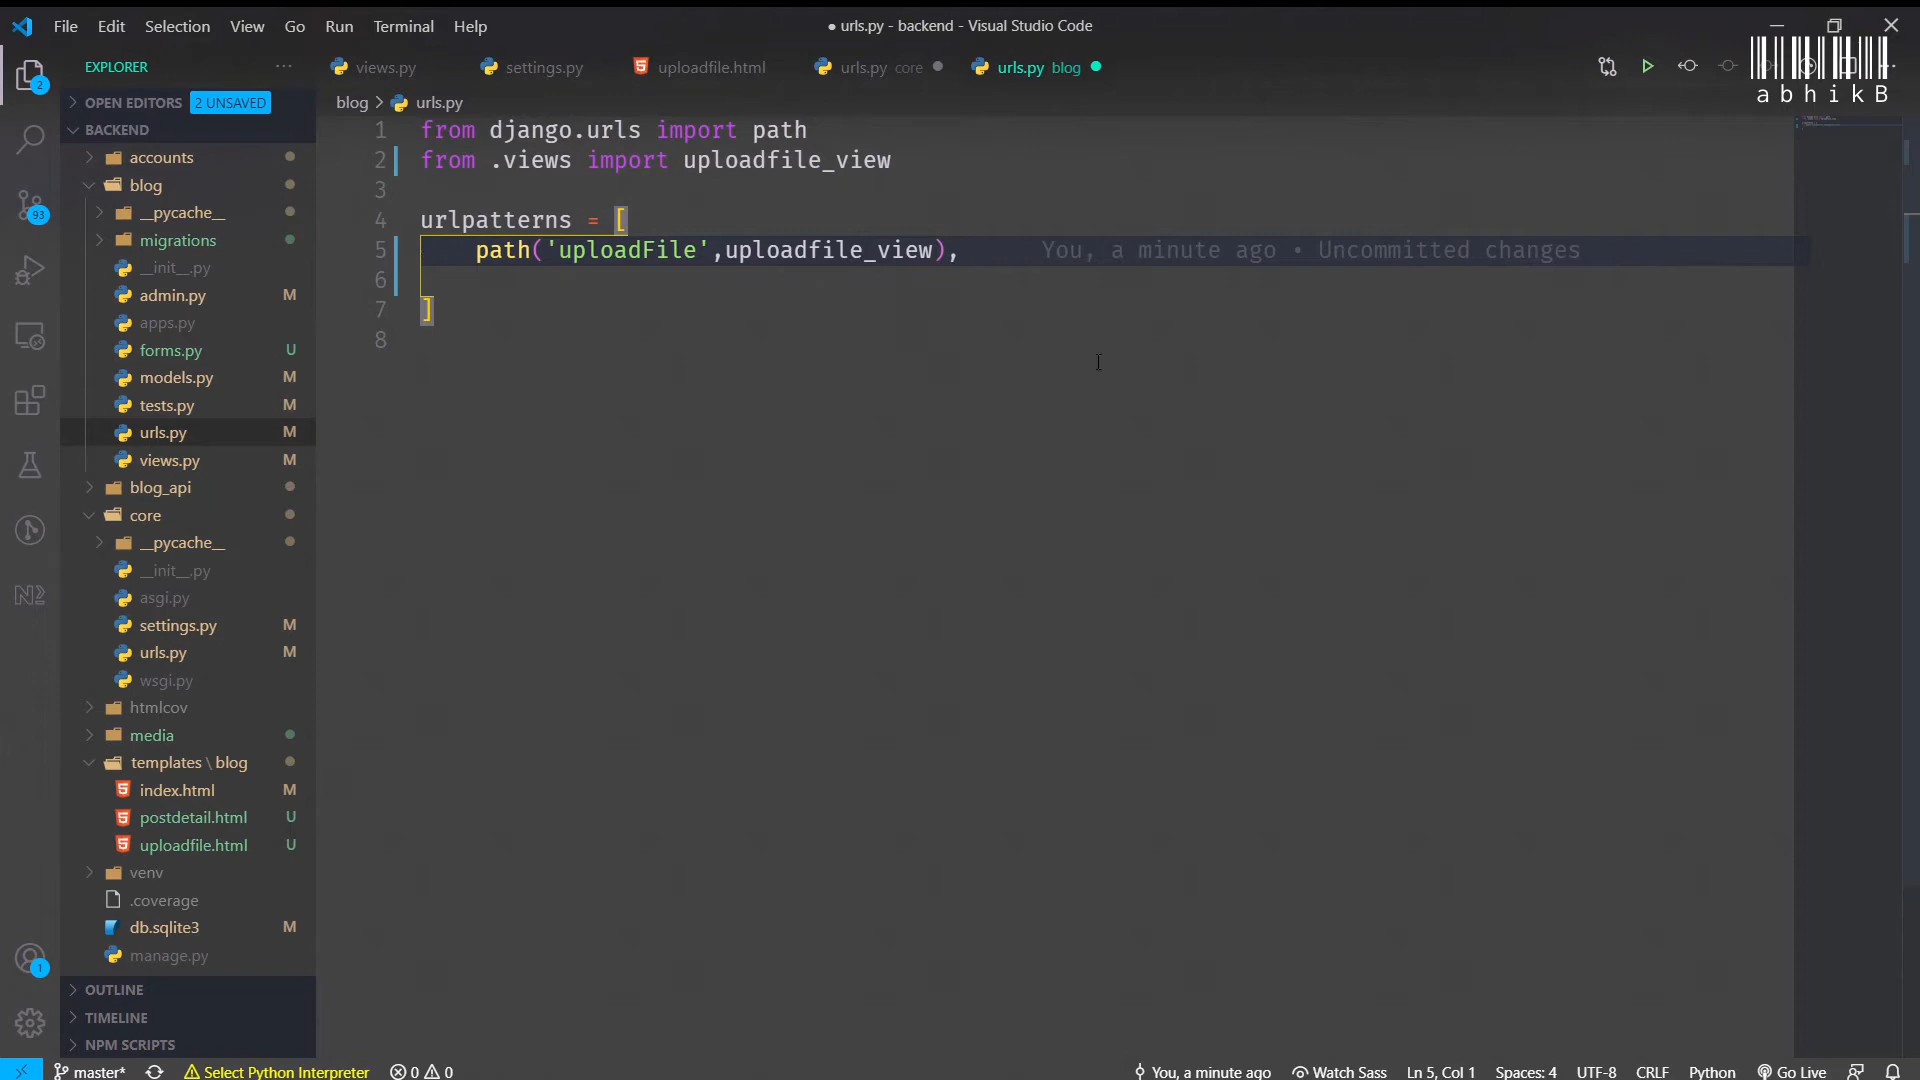 File Edit Selection View Go Run Terminal Help
● urls.py - backend - Visual Studio Code
abhikB
EXPLORER ···
views.py settings.py uploadfile.html urls.py core urls.py blog
OPEN EDITORS 2 UNSAVED
blog > urls.py
BACKEND
accounts
blog
__pycache__
migrations
__init__.py
admin.py M
apps.py
forms.py U
models.py M
tests.py M
urls.py M
views.py M
blog_api
core
__pycache__
__init__.py
asgi.py
settings.py M
urls.py M
wsgi.py
htmlcov
media
templates \ blog
index.html M
postdetail.html U
uploadfile.html U
venv
.coverage
db.sqlite3 M
manage.py
OUTLINE
TIMELINE
NPM SCRIPTS
2
93
1
1 from django.urls import path
2 from .views import uploadfile_view
3
4 urlpatterns = [
5 path('uploadFile',uploadfile_view), You, a minute ago • Uncommitted changes
6
7 ]
8
master* Select Python Interpreter 0 0 You, a minute ago Watch Sass Ln 5, Col 1 Spaces: 4 UTF-8 CRLF Python Go Live